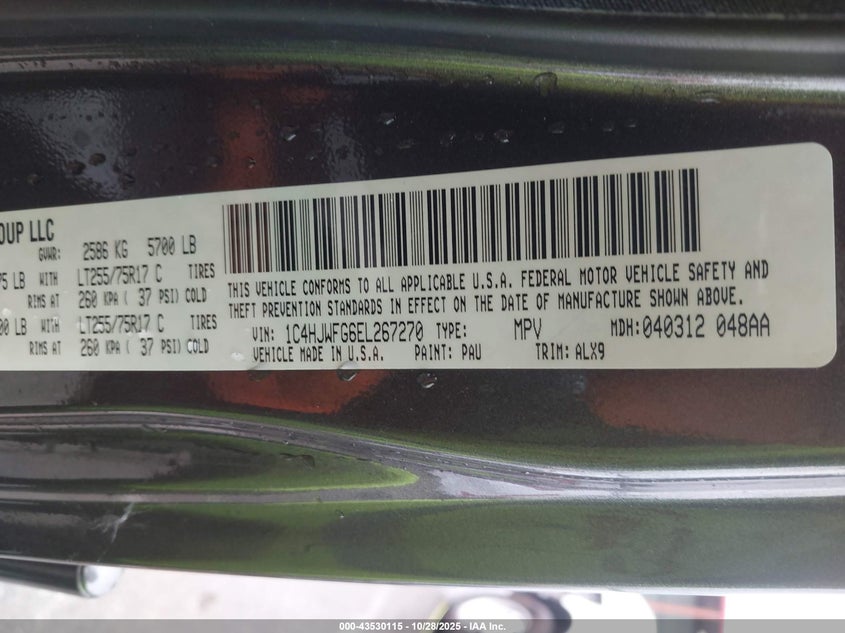 OUP LLC
GVWR: 2586 KG 5700 LB
75 LB WITH LT255/75R17 C TIRES
RIMS AT 260 KPA ( 37 PSI) COLD
00 LB WITH LT255/75R17 C TIRES
RIMS AT 260 KPA ( 37 PSI) COLD
THIS VEHICLE CONFORMS TO ALL APPLICABLE U.S.A. FEDERAL MOTOR VEHICLE SAFETY AND
THEFT PREVENTION STANDARDS IN EFFECT ON THE DATE OF MANUFACTURE SHOWN ABOVE.
VIN: 1C4HJWFG6EL267270 TYPE: MPV MDH: 040312 048AA
VEHICLE MADE IN U.S.A. PAINT: PAU TRIM: ALX9
000-43530115 | 10/28/2025 | © IAA Inc.